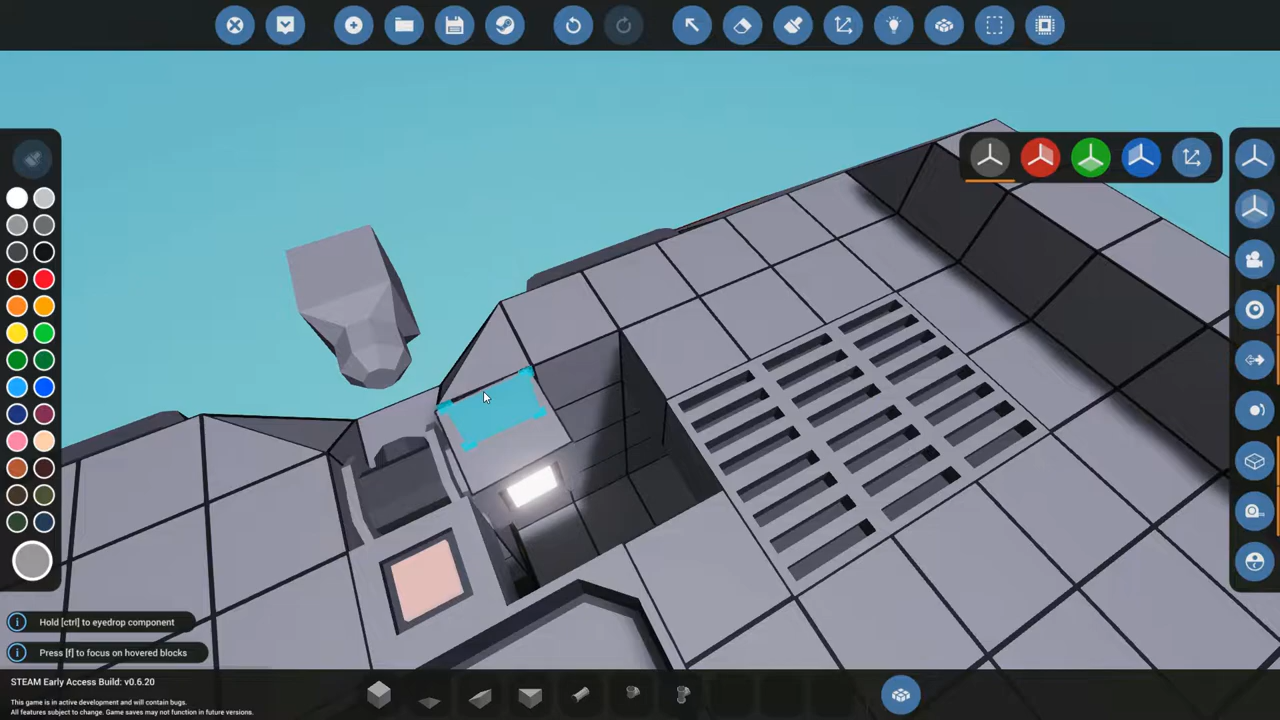 Hold [ctrl] to eyedrop component
Press [f] to focus on hovered blocks
STEAM Early Access Build: v0.6.20
This game is in active development and will contain bugs.
All features subject to change. Game saves may not function in future versions.